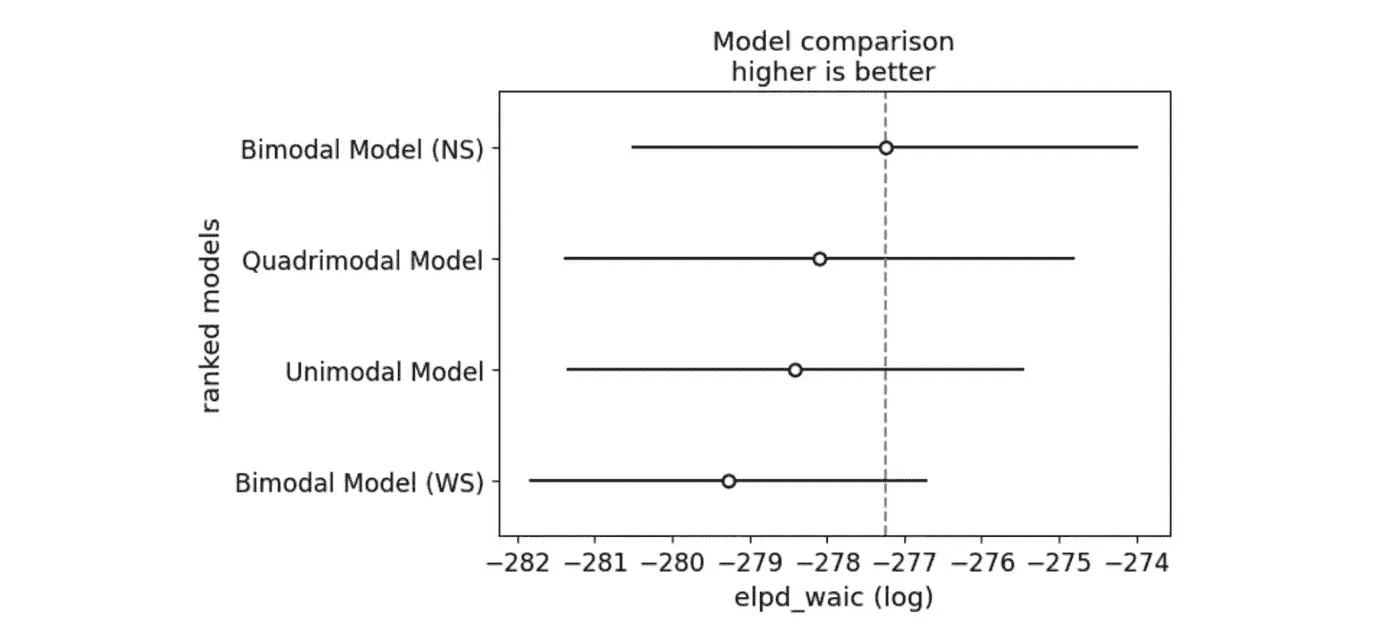 Model comparison
higher is better
Bimodal Model (NS)
Quadrimodal Model
Unimodal Model
Bimodal Model (WS)
ranked models
−282 −281 −280 −279 −278 −277 −276 −275 −274
elpd_waic (log)